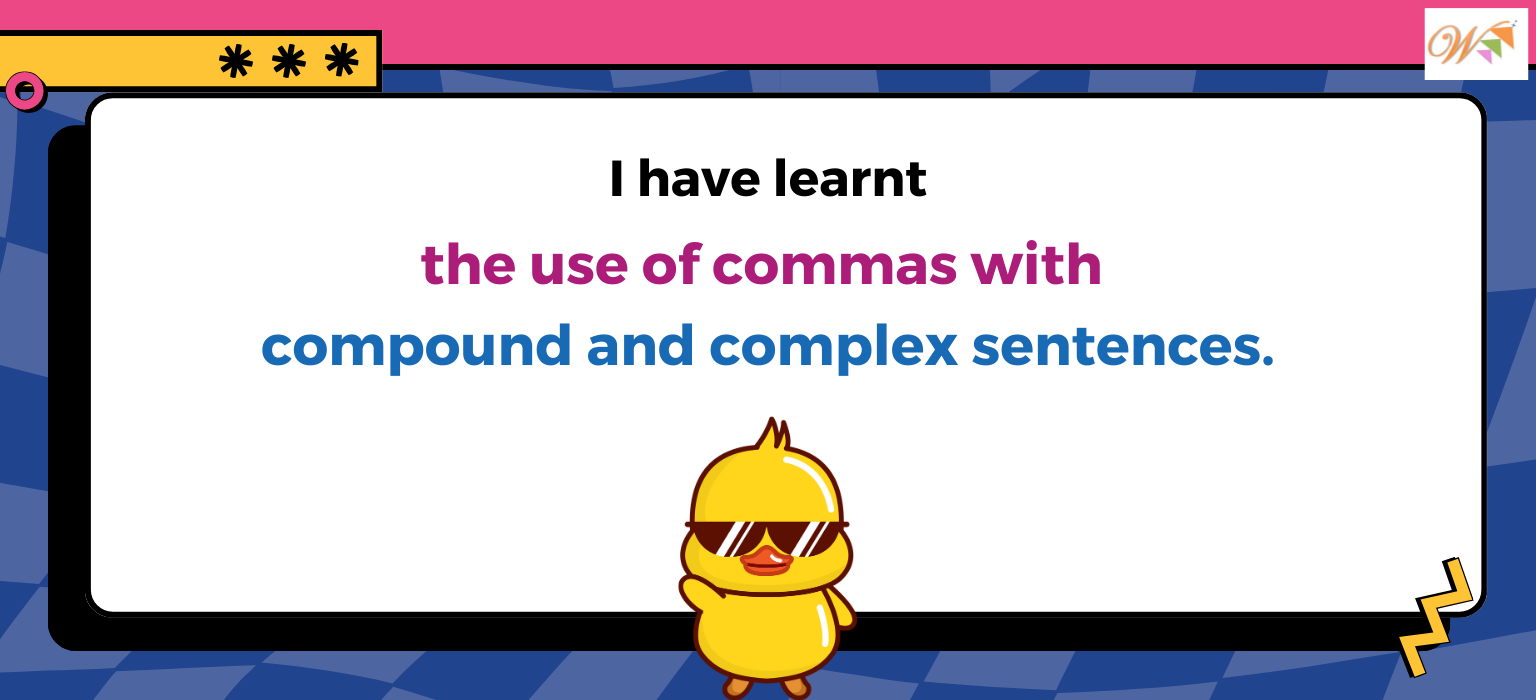 I have learnt
the use of commas with
compound and complex sentences.